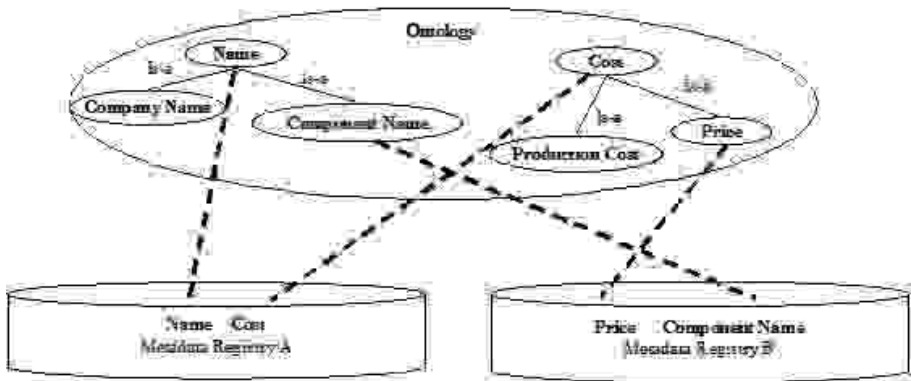 Ontology
Name
Cost
Is-a
is-a
is-a
Company Name
Component Name
Is-a
Price
Production Cost
Name Cost
Metadata Registry A
Price Component Name
Metadata Registry B